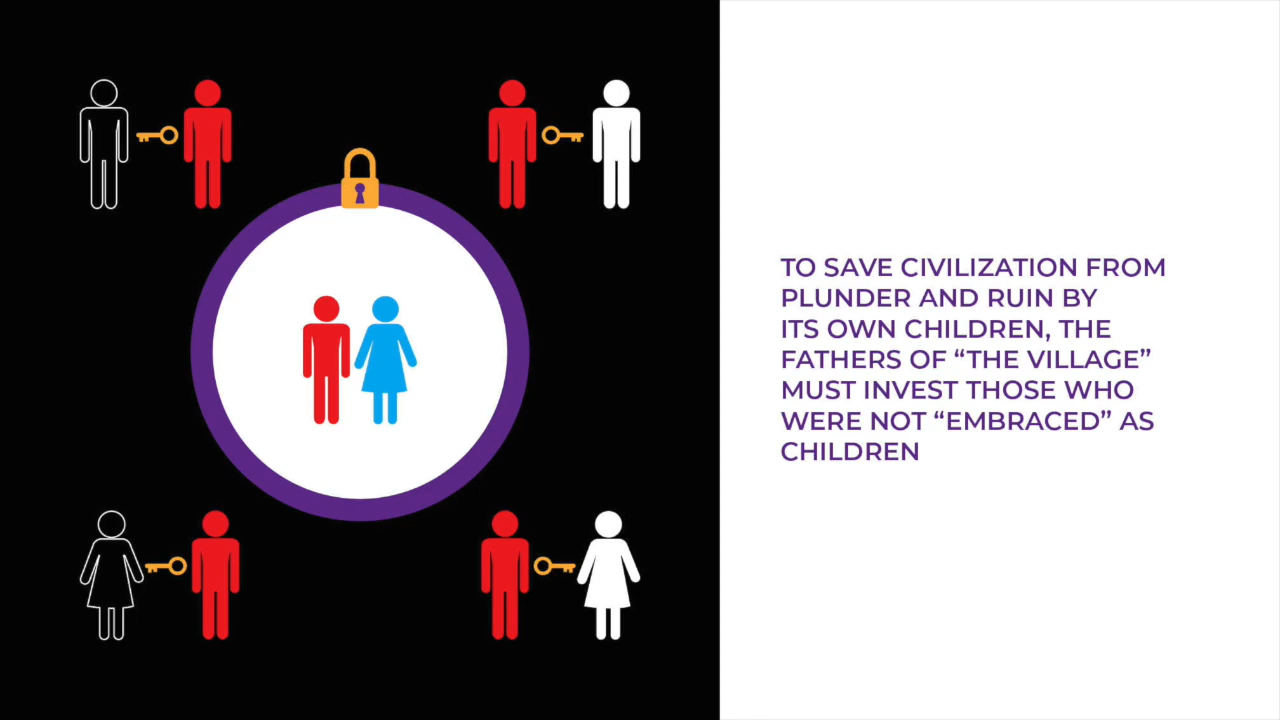 TO SAVE CIVILIZATION FROM
PLUNDER AND RUIN BY
ITS OWN CHILDREN, THE
FATHERS OF “THE VILLAGE”
MUST INVEST THOSE WHO
WERE NOT “EMBRACED” AS
CHILDREN